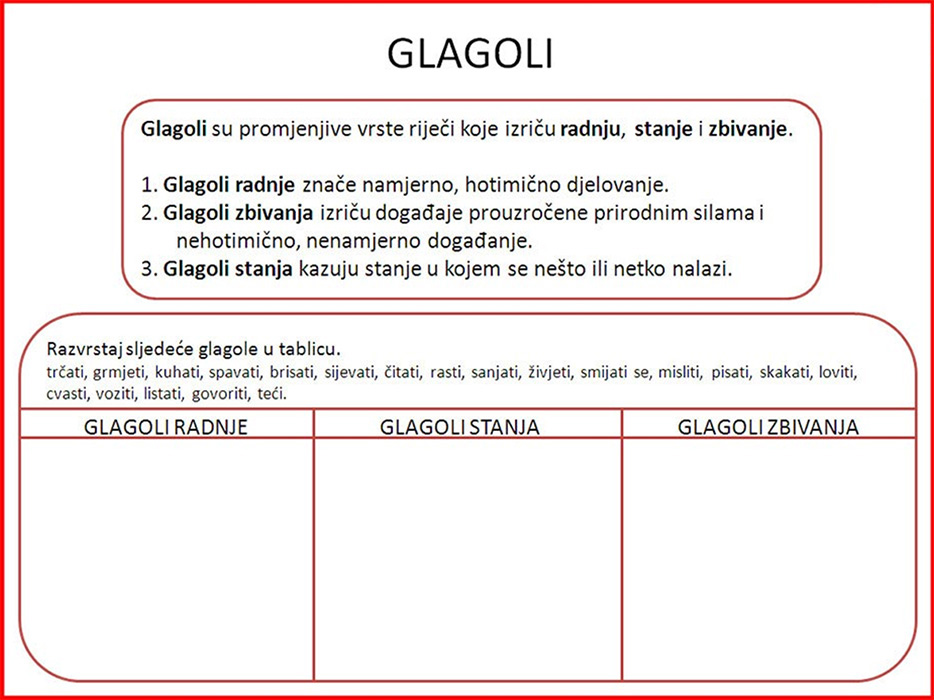 GLAGOLI
Glagoli su promjenjive vrste riječi koje izriču radnju, stanje i zbivanje.
1. Glagoli radnje znače namjerno, hotimično djelovanje.
2. Glagoli zbivanja izriču događaje prouzročene prirodnim silama i
nehotimično, nenamjerno događanje.
3. Glagoli stanja kazuju stanje u kojem se nešto ili netko nalazi.
Razvrstaj sljedeće glagole u tablicu.
trčati, grmjeti, kuhati, spavati, brisati, sijevati, čitati, rasti, sanjati, živjeti, smijati se, misliti, pisati, skakati, loviti,
cvasti, voziti, listati, govoriti, teći.
GLAGOLI RADNJE GLAGOLI STANJA GLAGOLI ZBIVANJA